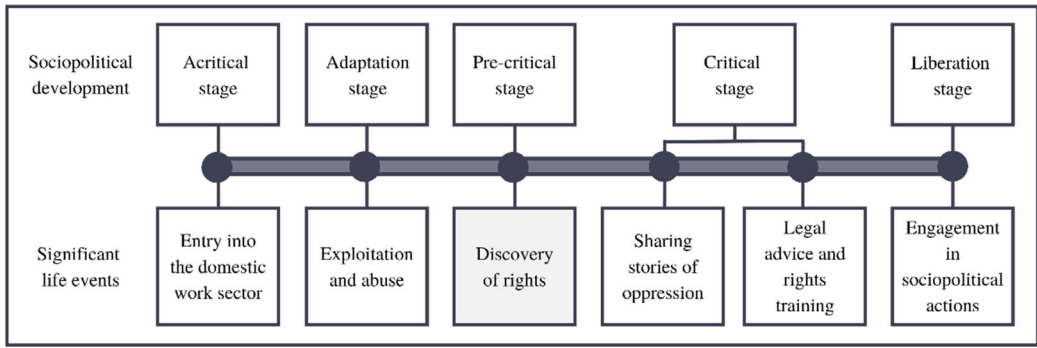 Sociopolitical
development
Acritical
stage
Adaptation
stage
Pre-critical
stage
Critical
stage
Liberation
stage
Significant
life events
Entry into
the domestic
work sector
Exploitation
and abuse
Discovery
of rights
Sharing
stories of
oppression
Legal
advice and
rights
training
Engagement
in
sociopolitical
actions